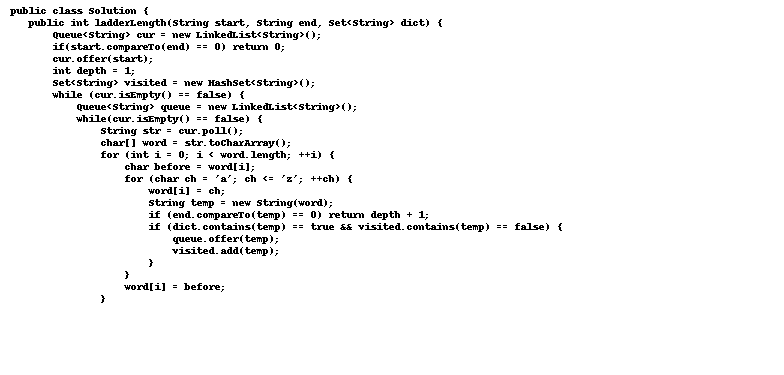 public class Solution {
   public int ladderLength(String start, String end, Set<String> dict) {
       Queue<String> cur = new LinkedList<String>();
       if(start.compareTo(end) == 0) return 0;
       cur.offer(start);
       int depth = 1;
       Set<String> visited = new HashSet<String>();
       while (cur.isEmpty() == false) {
           Queue<String> queue = new LinkedList<String>();
           while(cur.isEmpty() == false) {
               String str = cur.poll();
               char[] word = str.toCharArray();
               for (int i = 0; i < word.length; ++i) {
                   char before = word[i];
                   for (char ch = 'a'; ch <= 'z'; ++ch) {
                       word[i] = ch;
                       String temp = new String(word);
                       if (end.compareTo(temp) == 0) return depth + 1;
                       if (dict.contains(temp) == true && visited.contains(temp) == false) {
                           queue.offer(temp);
                           visited.add(temp);
                       }
                   }
                   word[i] = before;
               }